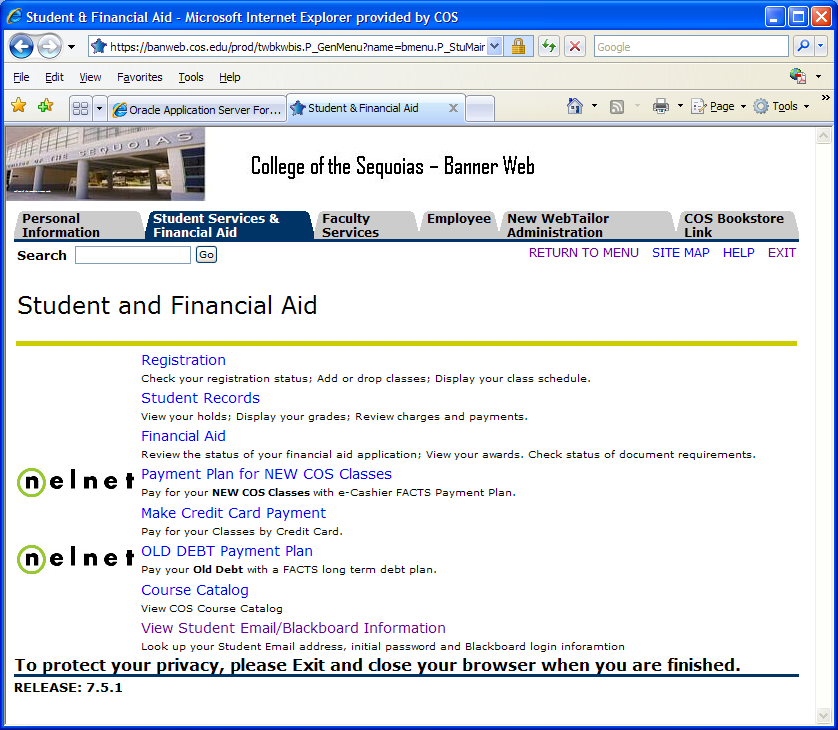 Student & Financial Aid - Microsoft Internet Explorer provided by COS
https://banweb.cos.edu/prod/twbkwbis.P_GenMenu?name=bmenu.P_StuMair
Google
File Edit View Favorites Tools Help
Oracle Application Server For... Student & Financial Aid Page Tools
COLLEGE OF THE SEQUOIAS
College of the Sequoias – Banner Web
Personal Information
Student Services & Financial Aid
Faculty Services
Employee
New WebTailor Administration
COS Bookstore Link
Search Go RETURN TO MENU SITE MAP HELP EXIT
Student and Financial Aid
Registration
Check your registration status; Add or drop classes; Display your class schedule.
Student Records
View your holds; Display your grades; Review charges and payments.
Financial Aid
Review the status of your financial aid application; View your awards. Check status of document requirements.
nelnet Payment Plan for NEW COS Classes
Pay for your NEW COS Classes with e-Cashier FACTS Payment Plan.
Make Credit Card Payment
Pay for your Classes by Credit Card.
nelnet OLD DEBT Payment Plan
Pay your Old Debt with a FACTS long term debt plan.
Course Catalog
View COS Course Catalog
View Student Email/Blackboard Information
Look up your Student Email address, initial password and Blackboard login inforamtion
To protect your privacy, please Exit and close your browser when you are finished.
RELEASE: 7.5.1